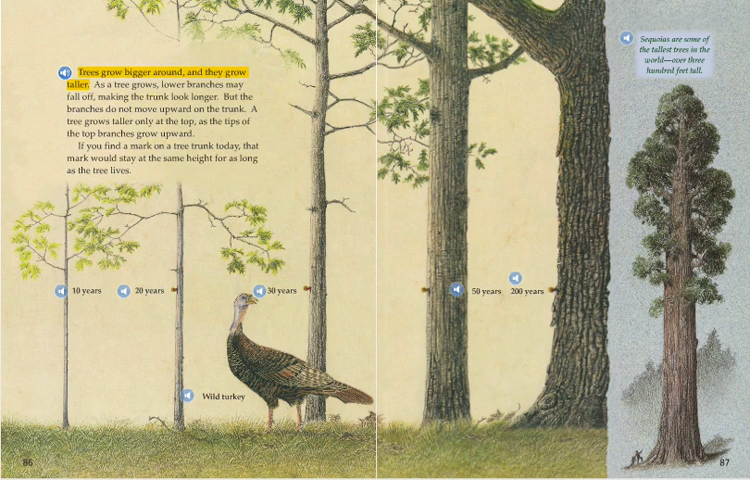 Trees grow bigger around, and they grow
taller. As a tree grows, lower branches may
fall off, making the trunk look longer. But the
branches do not move upward on the trunk. A
tree grows taller only at the top, as the tips of
the top branches grow upward.
If you find a mark on a tree trunk today, that
mark would stay at the same height for as long
as the tree lives.
10 years
20 years
30 years
Wild turkey
86
50 years
200 years
Sequoias are some of
the tallest trees in the
world—over three
hundred feet tall.
87